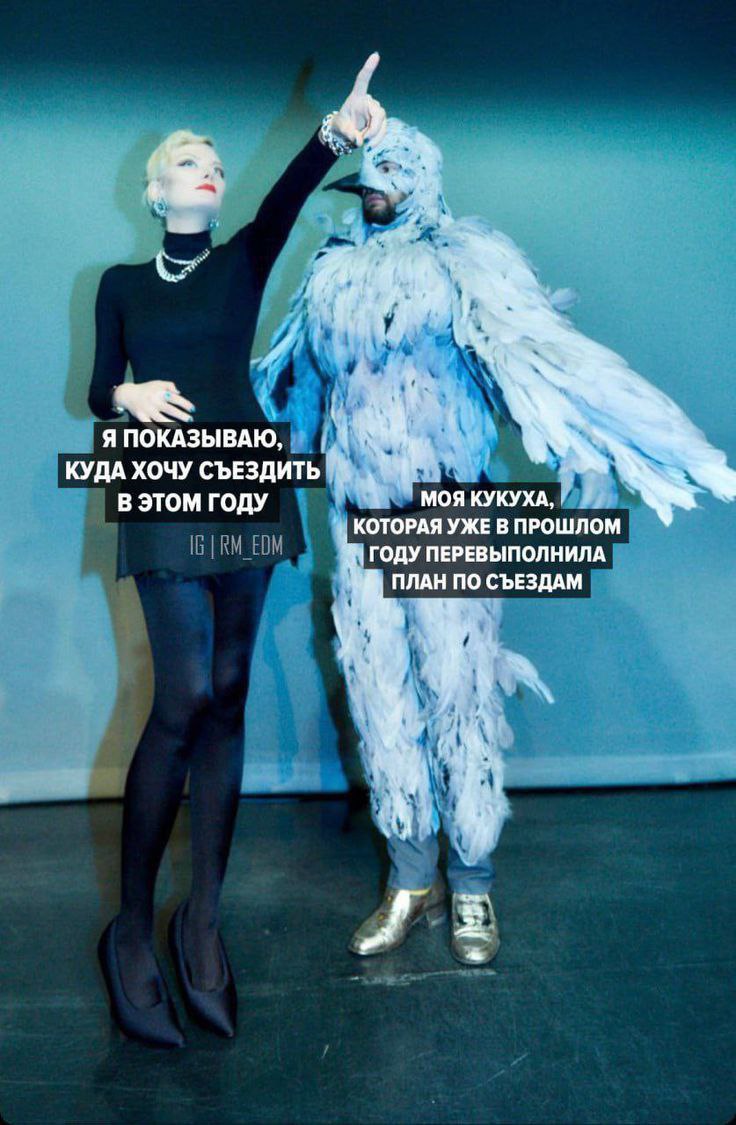 Я ПОКАЗЫВАЮ,
КУДА ХОЧУ СЪЕЗДИТЬ
В ЭТОМ ГОДУ
IG | RM_EDM
МОЯ КУКУХА,
КОТОРАЯ УЖЕ В ПРОШЛОМ
ГОДУ ПЕРЕВЫПОЛНИЛА
ПЛАН ПО СЪЕЗДАМ